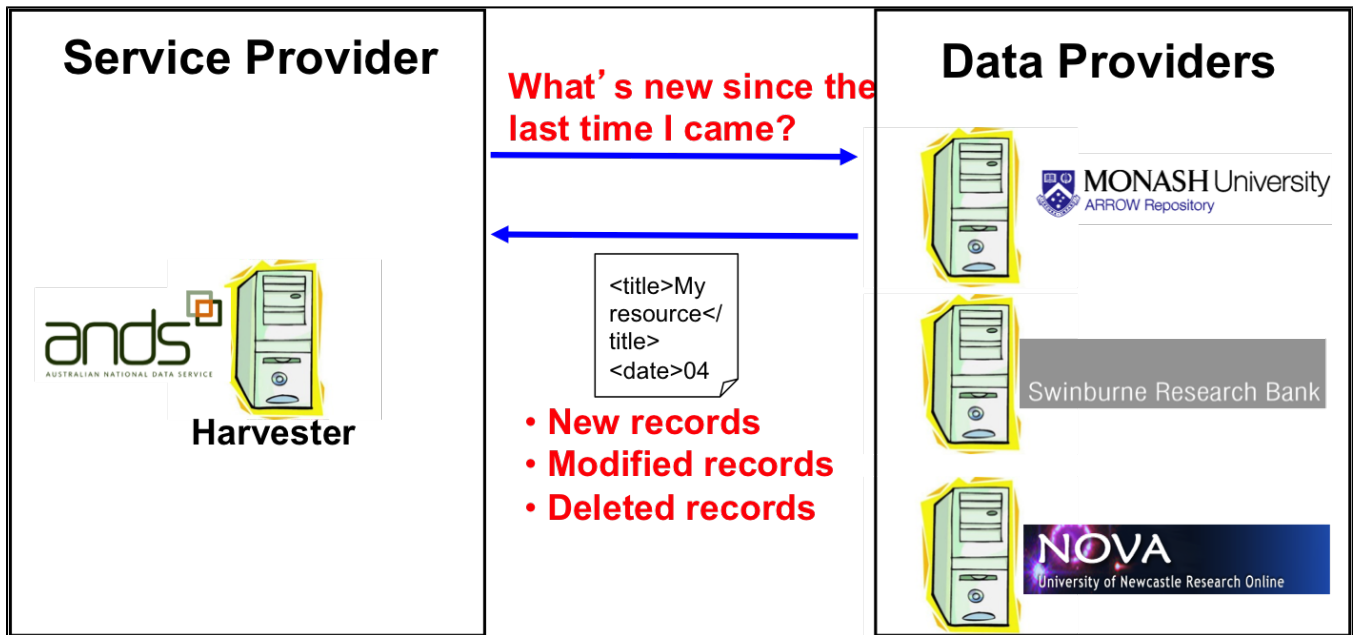 Service Provider
ands
AUSTRALIAN NATIONAL DATA SERVICE
Harvester
What's new since the
last time I came?
<title>My
resource</
title>
<date>04
• New records
• Modified records
• Deleted records
Data Providers
MONASH University
ARROW Repository
Swinburne Research Bank
NOVA
University of Newcastle Research Online